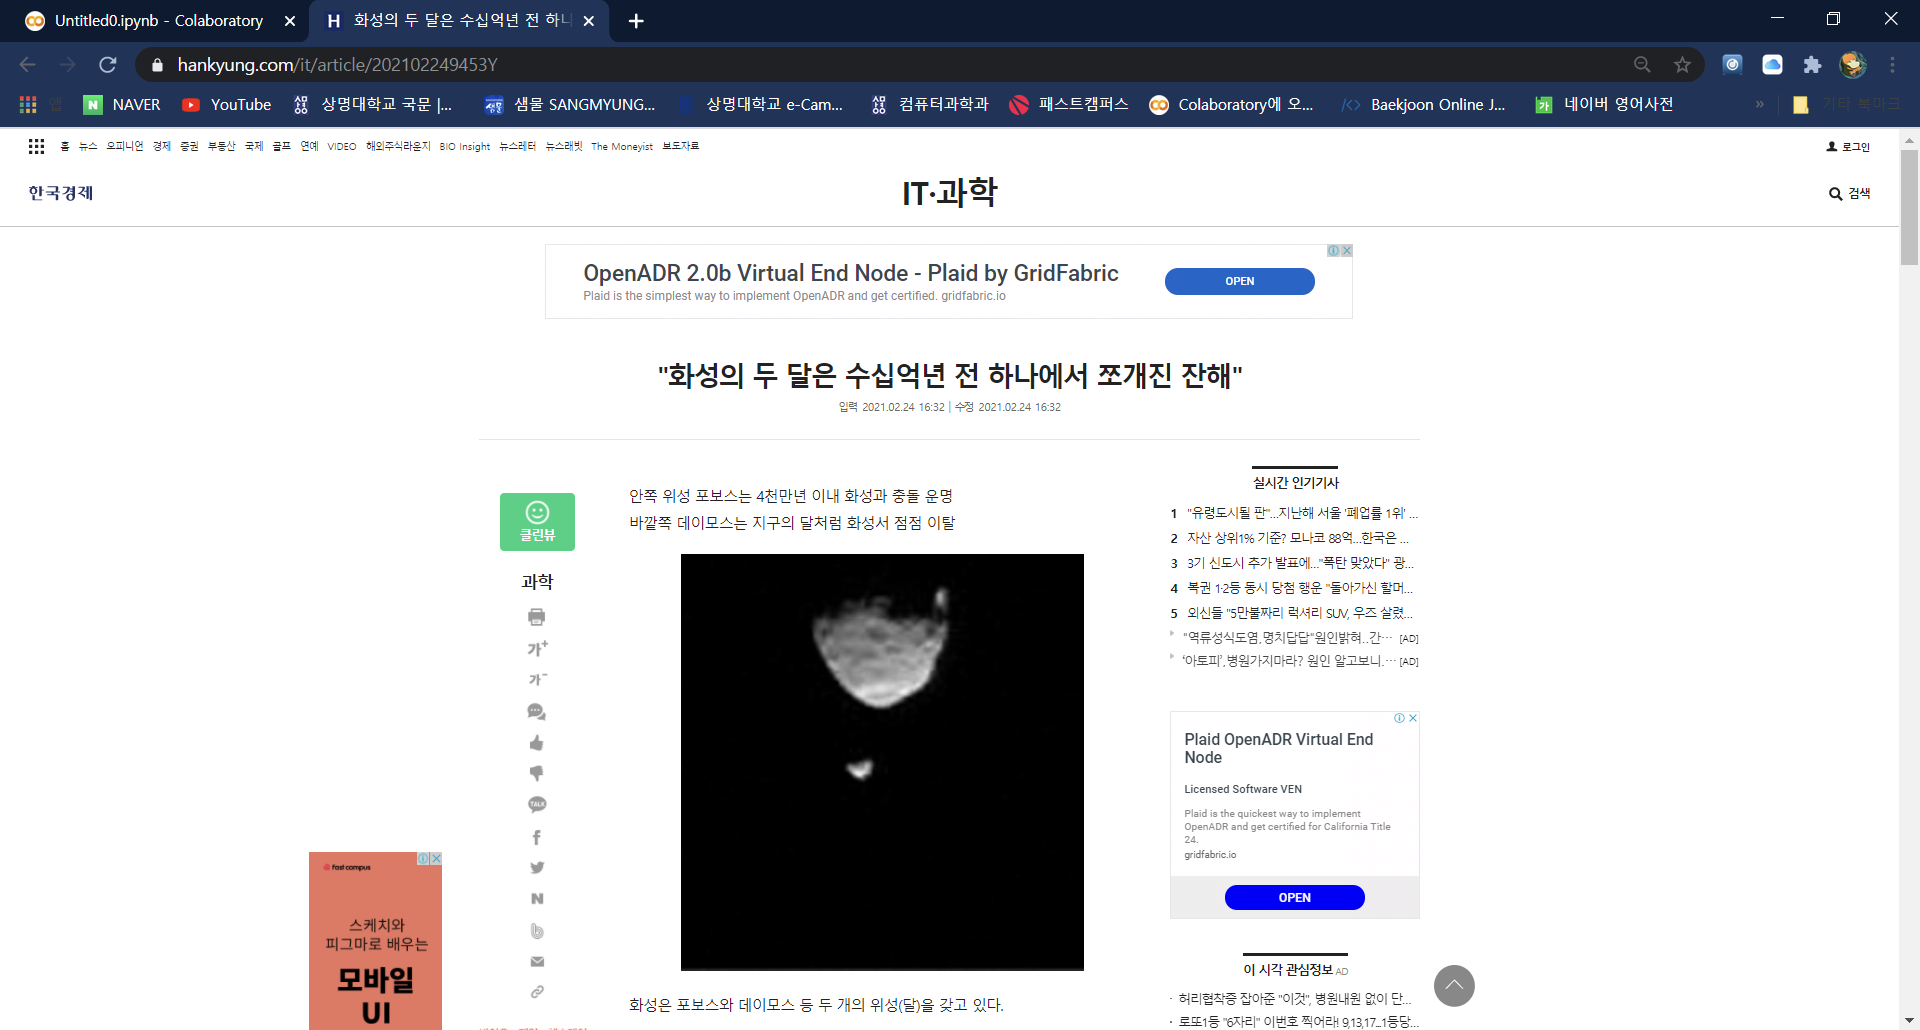 Untitled0.ipynb - Colaboratory
화성의 두 달은 수십억년 전 하나
hankyung.com/it/article/202102249453Y
앱
NAVER
YouTube
상명대학교 국문 |...
샘물 SANGMYUNG...
상명대학교 e-Cam...
컴퓨터과학과
패스트캠퍼스
Colaboratory에 오...
Baekjoon Online J...
네이버 영어사전
»
기타 북마크
홈 뉴스 오피니언 경제 증권 부동산 국제 골프 연예 VIDEO 해외주식라운지 BIO Insight 뉴스레터 뉴스래빗 The Moneyist 보도자료
로그인
한국경제
IT·과학
검색
OpenADR 2.0b Virtual End Node - Plaid by GridFabric
Plaid is the simplest way to implement OpenADR and get certified. gridfabric.io
OPEN
"화성의 두 달은 수십억년 전 하나에서 쪼개진 잔해"
입력 2021.02.24 16:32 | 수정 2021.02.24 16:32
클린뷰
과학
가+
가-
TALK
안쪽 위성 포보스는 4천만년 이내 화성과 충돌 운명
바깥쪽 데이모스는 지구의 달처럼 화성서 점점 이탈
화성은 포보스와 데이모스 등 두 개의 위성(달)을 갖고 있다.
실시간 인기기사
1 "유령도시될 판"...지난해 서울 '폐업률 1위' ...
2 자산 상위1% 기준? 모나코 88억...한국은 ...
3 3기 신도시 추가 발표에..."폭탄 맞았다" 광...
4 복권 1·2등 동시 당첨 행운 "돌아가신 할머...
5 외신들 "5만불짜리 럭셔리 SUV, 우즈 살렸...
"역류성식도염,명치답답"원인밝혀..간… [AD]
'아토피',병원가지마라? 원인 알고보니.… [AD]
Plaid OpenADR Virtual End
Node
Licensed Software VEN
Plaid is the quickest way to implement
OpenADR and get certified for California Title
24.
gridfabric.io
OPEN
이 시각 관심정보 AD
· 허리협착증 잡아준 "이것", 병원내원 없이 단...
· 로또1등 "6자리" 이번호 찍어라! 9,13,17...1등당...
fast campus
스케치와
피그마로 배우는
모바일
UI